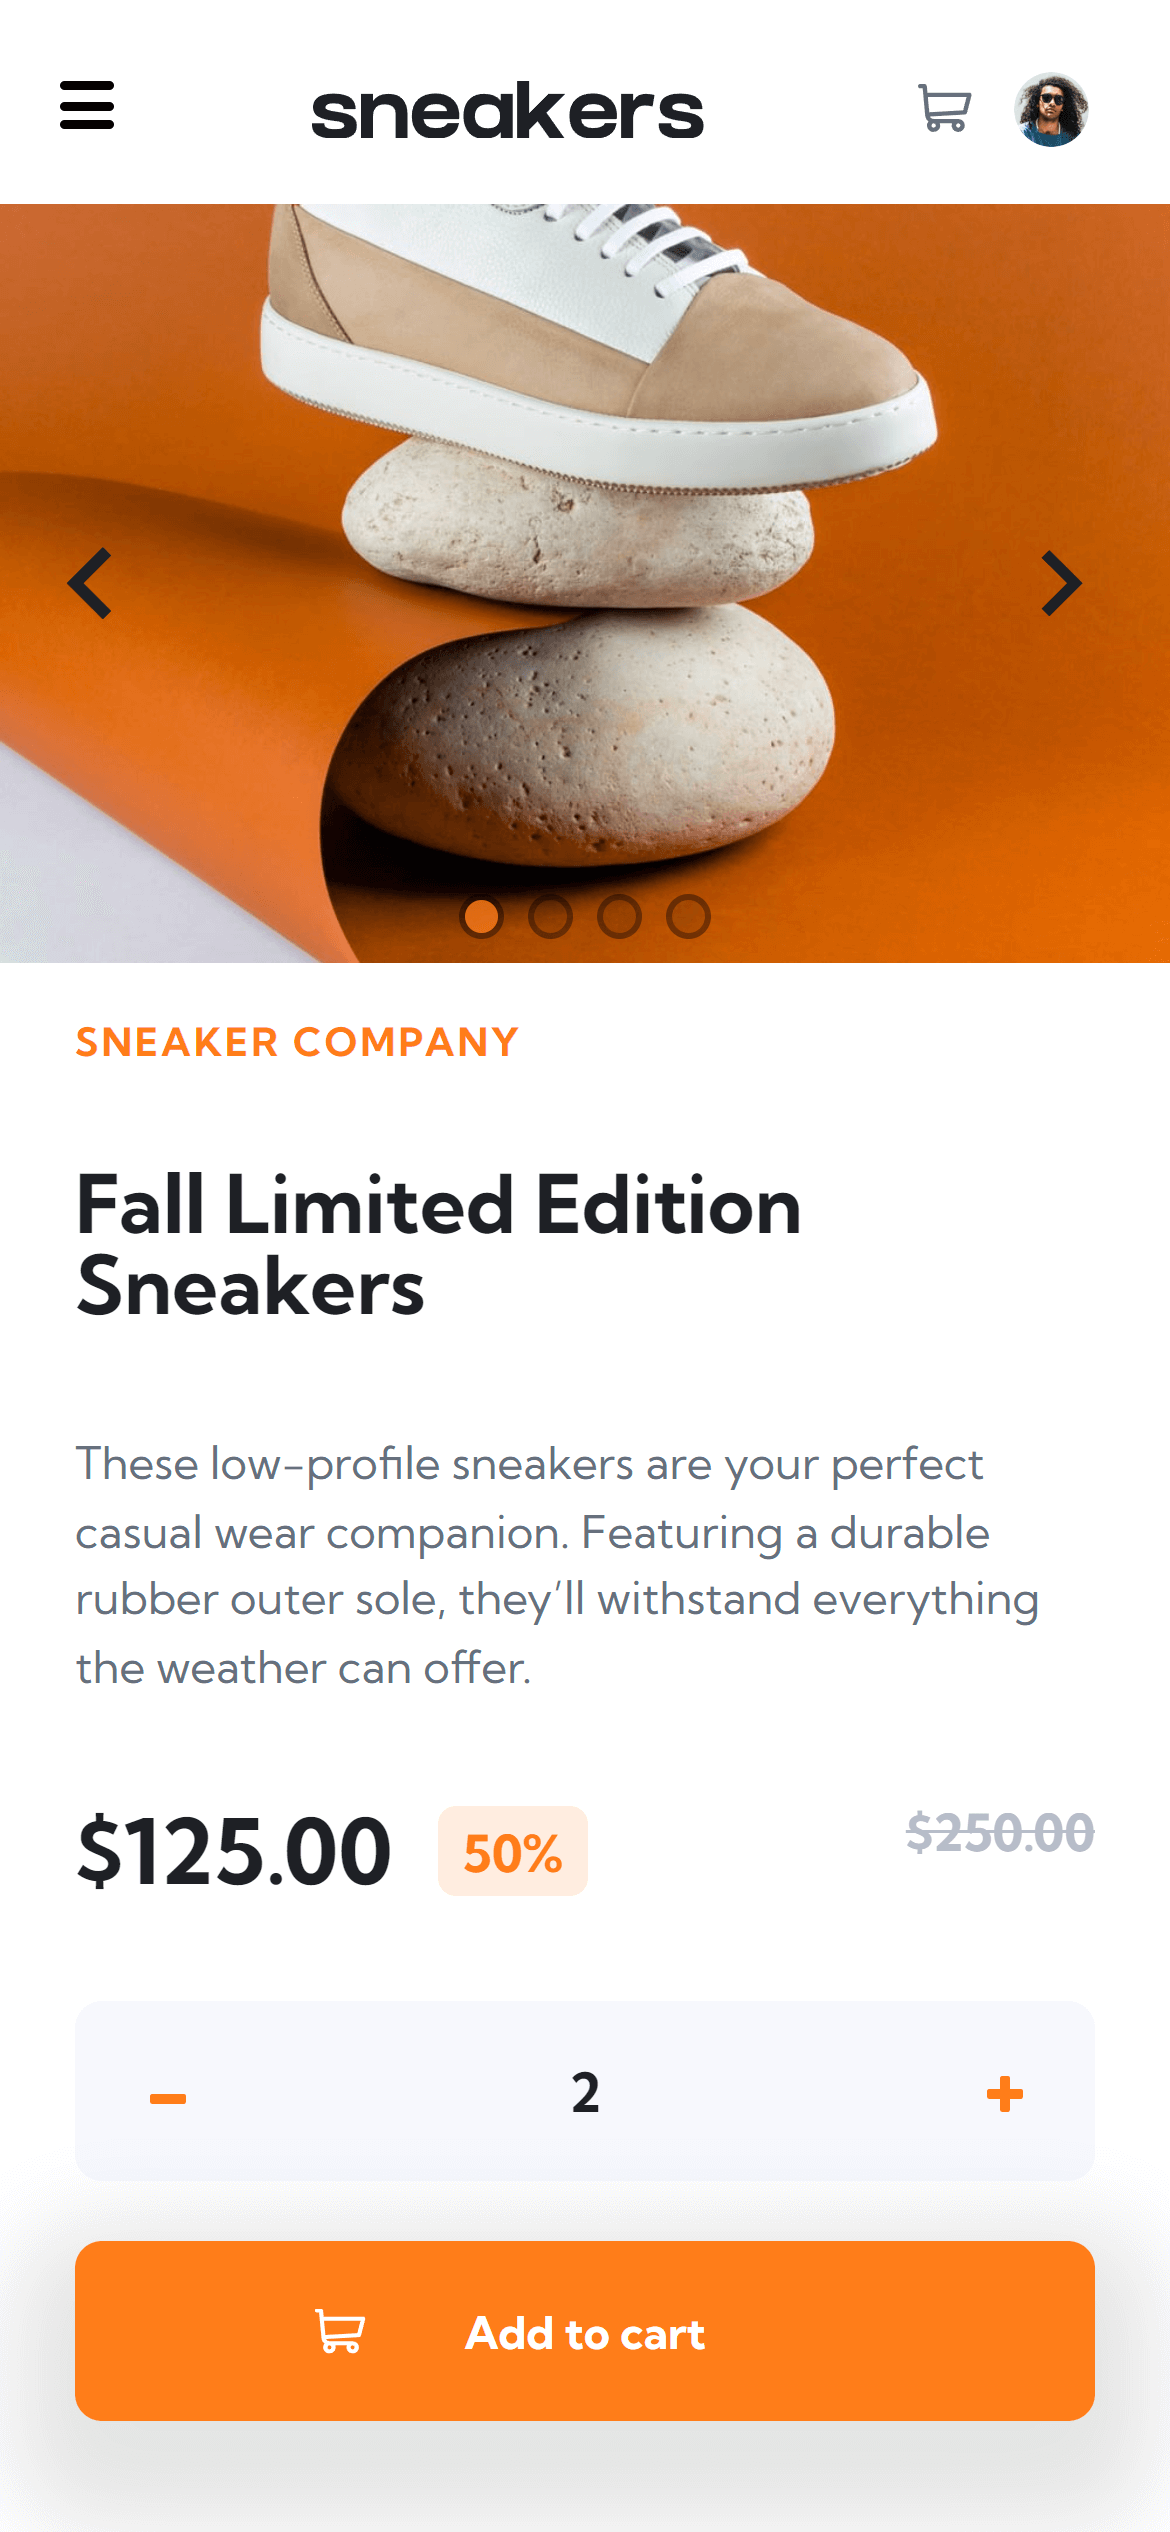 sneakers
SNEAKER COMPANY
Fall Limited Edition
Sneakers
These low-profile sneakers are your perfect
casual wear companion. Featuring a durable
rubber outer sole, they’ll withstand everything
the weather can offer.
$125.00 50% $250.00
2
Add to cart